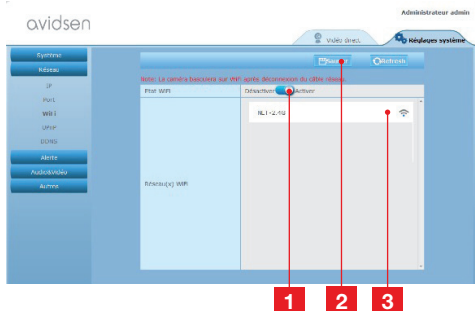 Administrateur admin
avidsen
Vidéo direct
Réglages système
Système
Réseau
IP
Port
WIFI
UPNP
DDNS
Alerte
Audio&vidéo
Autres
Refresh
Note: La caméra basculera sur WIFI après déconnexion du câble réseau.
Etat WIFI
Désactiver
Activer
NET-2.4G
Réseau(x) WIFI
1
2
3